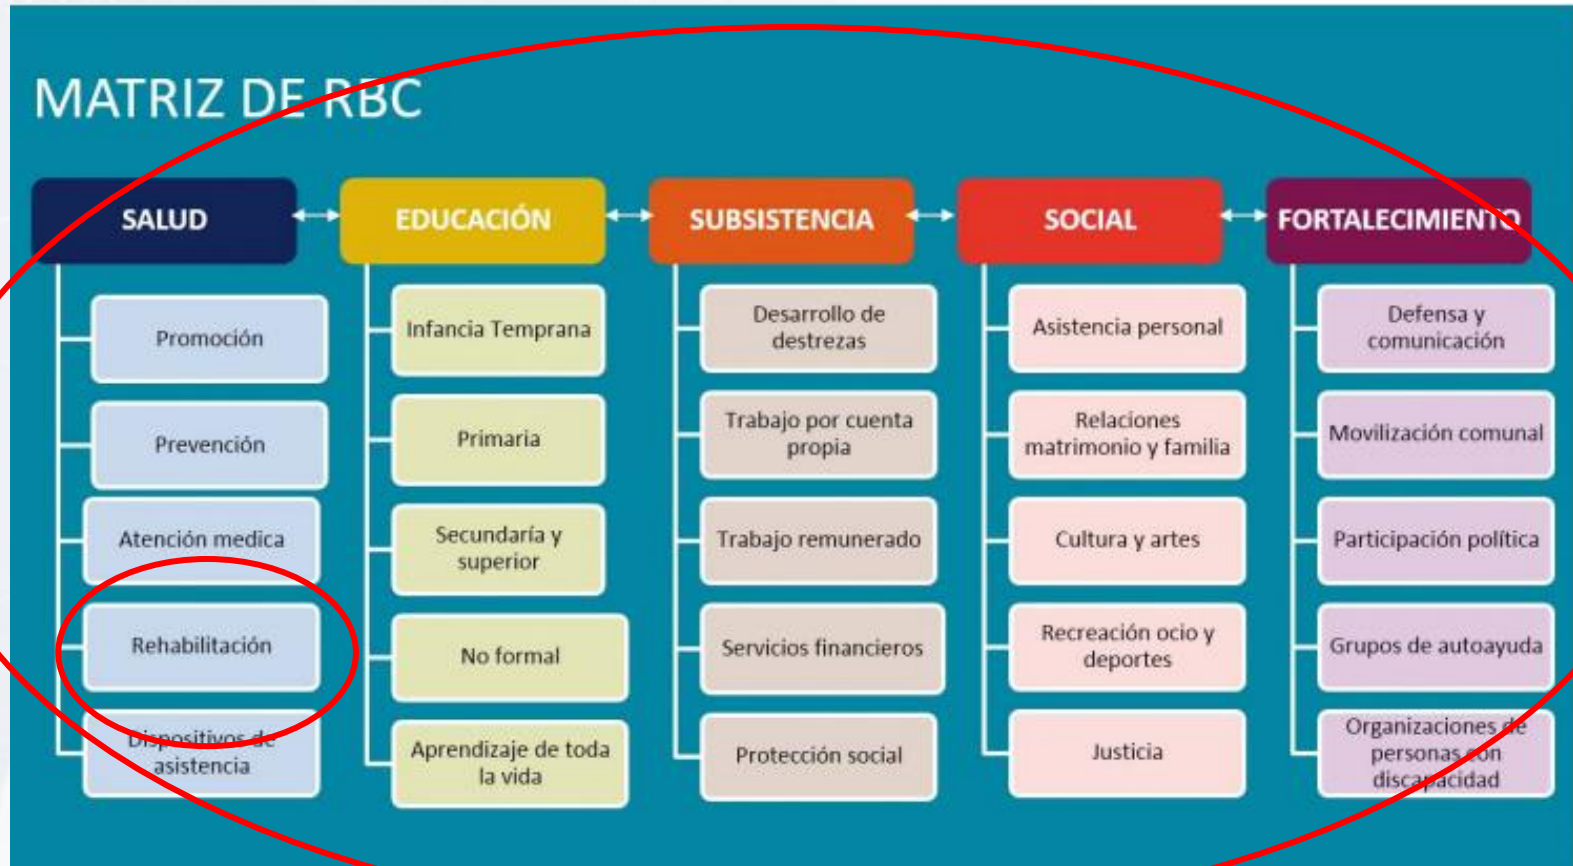 MATRIZ DE RBC
SALUD
Promoción
Prevención
Atención medica
Rehabilitación
Dispositivos de
asistencia
EDUCACIÓN
Infancia Temprana
Primaria
Secundaría y
superior
No formal
Aprendizaje de toda
la vida
SUBSISTENCIA
Desarrollo de
destrezas
Trabajo por cuenta
propia
Trabajo remunerado
Servicios financieros
Protección social
SOCIAL
Asistencia personal
Relaciones
matrimonio y familia
Cultura y artes
Recreación ocio y
deportes
Justicia
FORTALECIMIENTO
Defensa y
comunicación
Movilización comunal
Participación política
Grupos de autoayuda
Organizaciones de
personas con
discapacidad